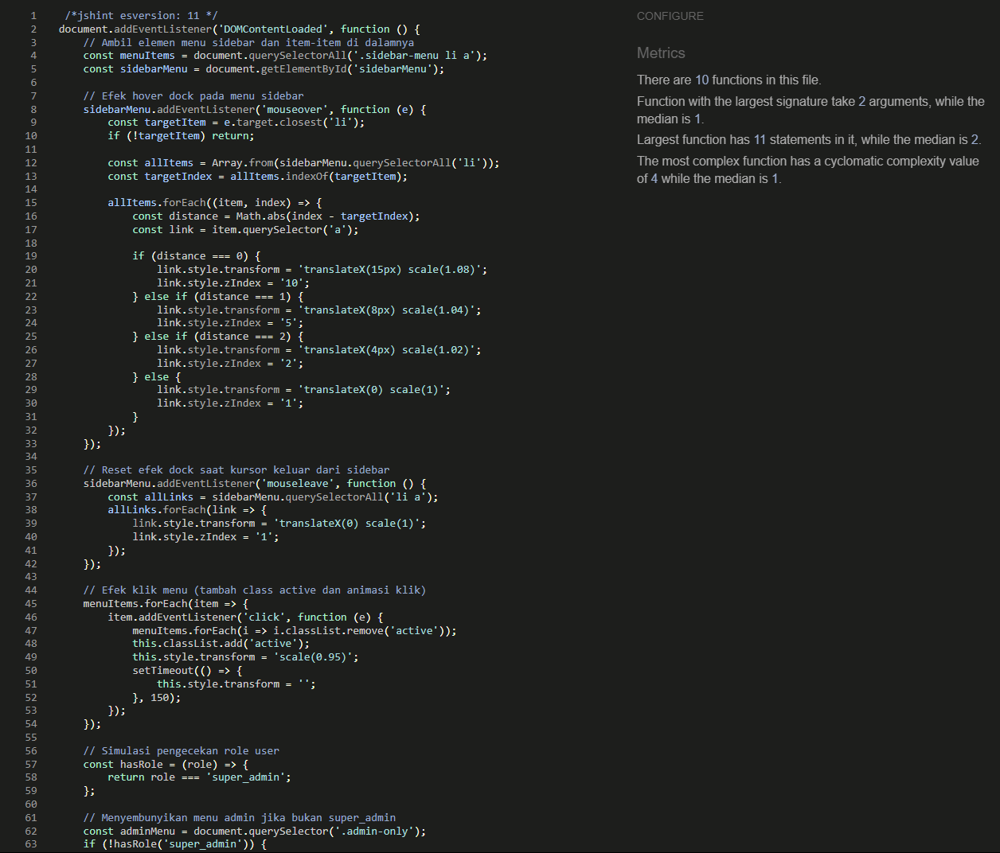 1 /*jshint esversion: 11 */
2 document.addEventListener('DOMContentLoaded', function () {
3 // Ambil elemen menu sidebar dan item-item di dalamnya
4 const menuItems = document.querySelectorAll('.sidebar-menu li a');
5 const sidebarMenu = document.getElementById('sidebarMenu');
6
7 // Efek hover dock pada menu sidebar
8 sidebarMenu.addEventListener('mouseover', function (e) {
9 const targetItem = e.target.closest('li');
10 if (!targetItem) return;
11
12 const allItems = Array.from(sidebarMenu.querySelectorAll('li'));
13 const targetIndex = allItems.indexOf(targetItem);
14
15 allItems.forEach((item, index) => {
16 const distance = Math.abs(index - targetIndex);
17 const link = item.querySelector('a');
18
19 if (distance === 0) {
20 link.style.transform = 'translateX(15px) scale(1.08)';
21 link.style.zIndex = '10';
22 } else if (distance === 1) {
23 link.style.transform = 'translateX(8px) scale(1.04)';
24 link.style.zIndex = '5';
25 } else if (distance === 2) {
26 link.style.transform = 'translateX(4px) scale(1.02)';
27 link.style.zIndex = '2';
28 } else {
29 link.style.transform = 'translateX(0) scale(1)';
30 link.style.zIndex = '1';
31 }
32 });
33 });
34
35 // Reset efek dock saat kursor keluar dari sidebar
36 sidebarMenu.addEventListener('mouseleave', function () {
37 const allLinks = sidebarMenu.querySelectorAll('li a');
38 allLinks.forEach(link => {
39 link.style.transform = 'translateX(0) scale(1)';
40 link.style.zIndex = '1';
41 });
42 });
43
44 // Efek klik menu (tambah class active dan animasi klik)
45 menuItems.forEach(item => {
46 item.addEventListener('click', function (e) {
47 menuItems.forEach(i => i.classList.remove('active'));
48 this.classList.add('active');
49 this.style.transform = 'scale(0.95)';
50 setTimeout(() => {
51 this.style.transform = '';
52 }, 150);
53 });
54 });
55
56 // Simulasi pengecekan role user
57 const hasRole = (role) => {
58 return role === 'super_admin';
59 };
60
61 // Menyembunyikan menu admin jika bukan super_admin
62 const adminMenu = document.querySelector('.admin-only');
63 if (!hasRole('super_admin')) {
CONFIGURE
Metrics
There are 10 functions in this file.
Function with the largest signature take 2 arguments, while the
median is 1.
Largest function has 11 statements in it, while the median is 2.
The most complex function has a cyclomatic complexity value
of 4 while the median is 1.